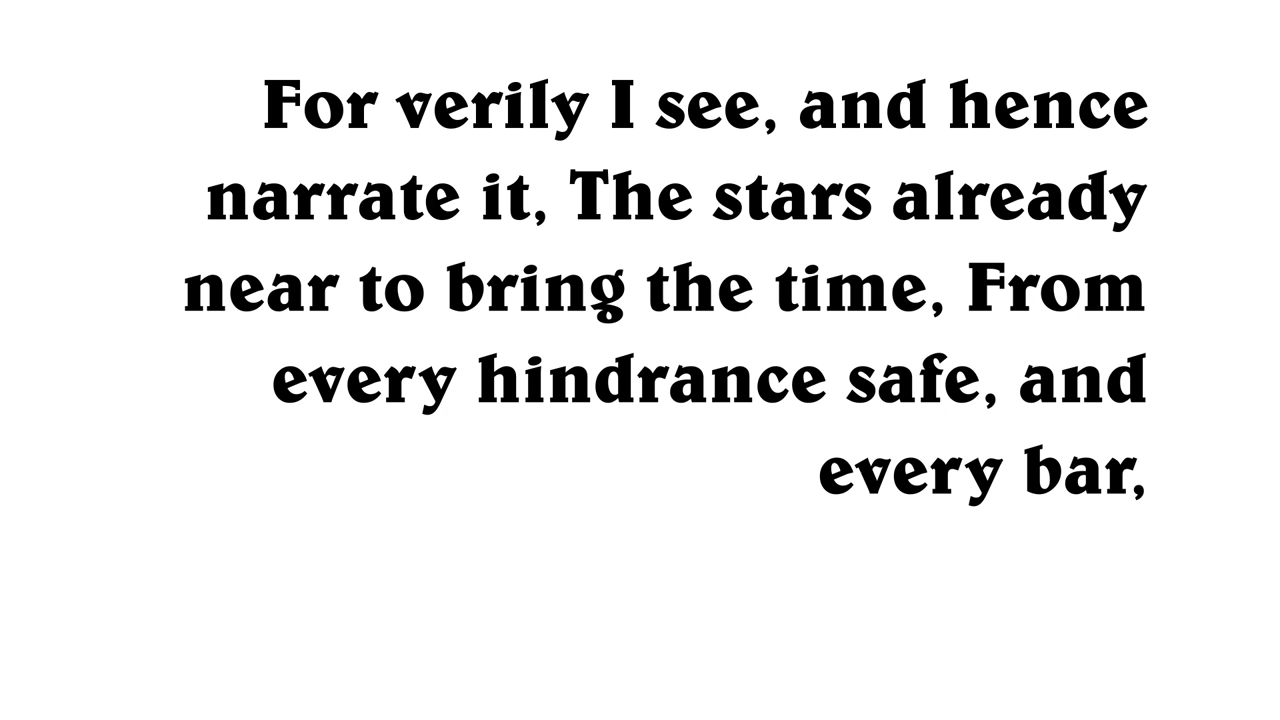 For verily I see, and hence
narrate it, The stars already
near to bring the time, From
every hindrance safe, and
every bar,